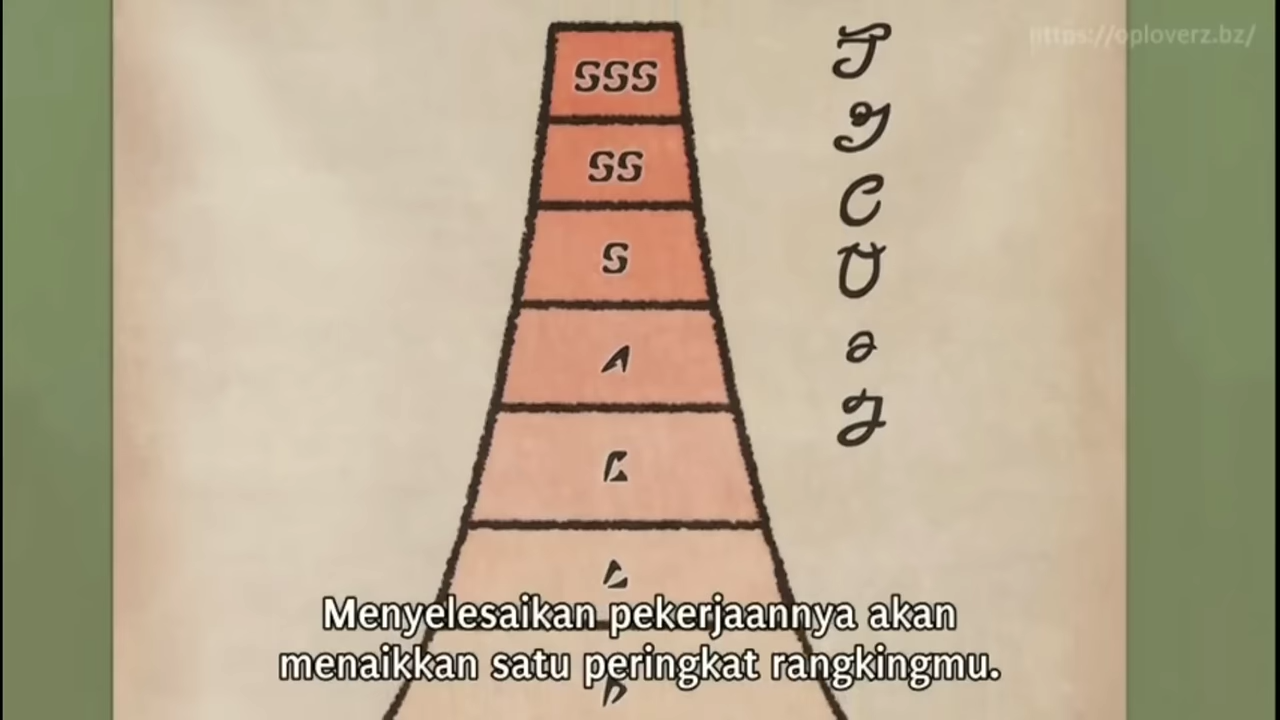 https://oploverz.bz/
SSS
SS
S
A
Menyelesaikan pekerjaannya akan
menaikkan satu peringkat rangkingmu.